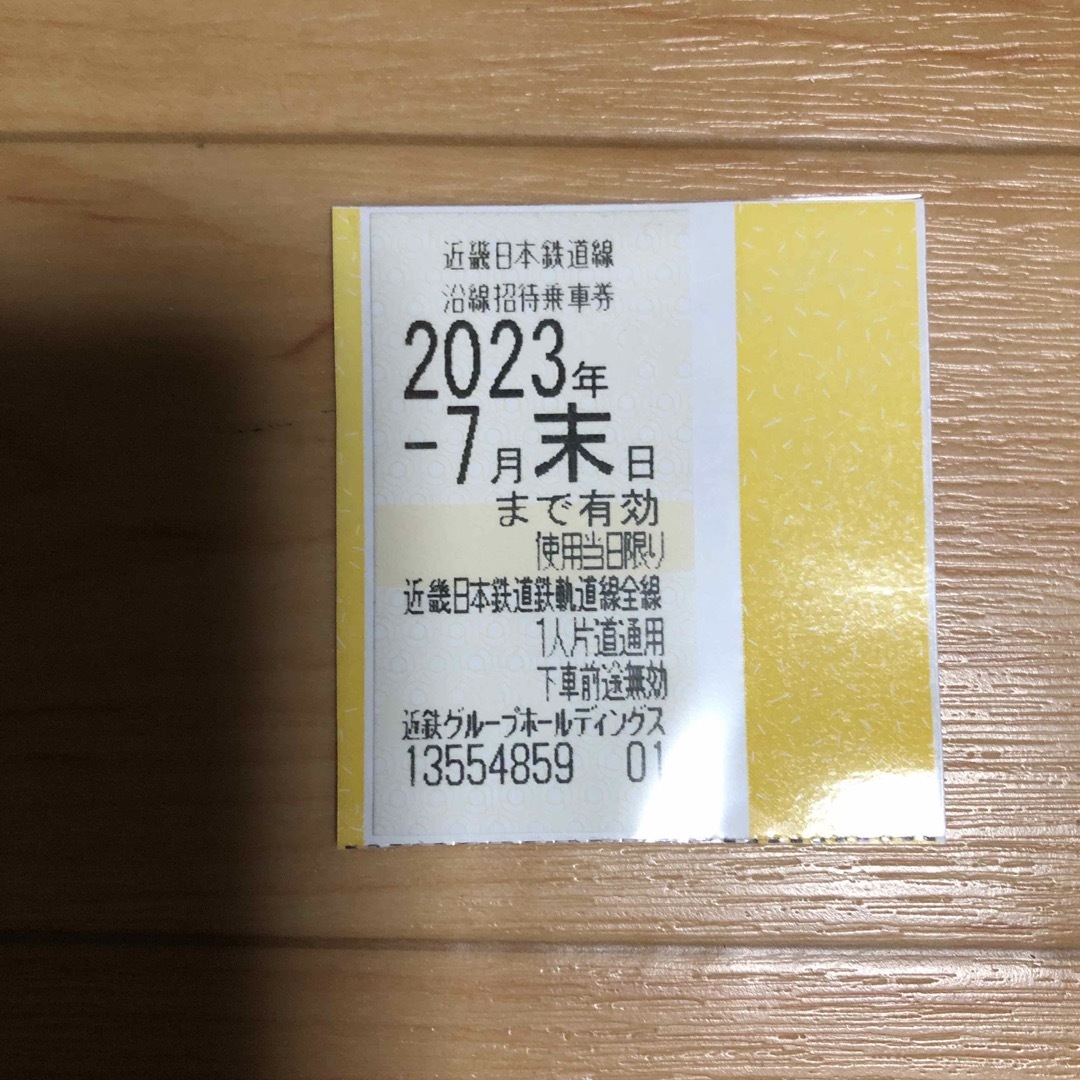 近畿日本鉄道線
沿線招待乗車券
2023年
-7月末日
まで有効
使用当日限り
近畿日本鉄道鉄軌道線全線
1人片道通用
下車前途無効
近鉄グループホールディングス
13554859 01